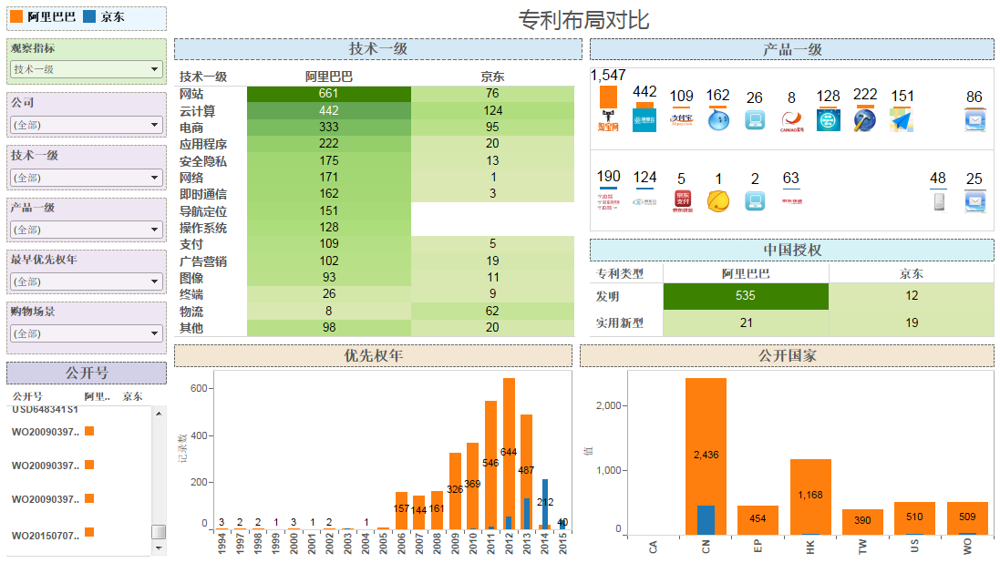 阿里巴巴 京东
专利布局对比
观察指标
技术一级
公司
(全部)
技术一级
(全部)
产品一级
(全部)
最早优先权年
(全部)
购物场景
(全部)
公开号
公开号 阿里.. 京东
USD648341S1
WO20090397..
WO20090397..
WO20090397..
WO20150707..
技术一级
技术一级 阿里巴巴 京东
网站 661 76
云计算 442 124
电商 333 95
应用程序 222 20
安全隐私 175 13
网络 171 1
即时通信 162 3
导航定位 151
操作系统 128
支付 109 5
广告营销 102 19
图像 93 11
终端 26 9
物流 8 62
其他 98 20
产品一级
1,547 442 109 162 26 8 128 222 151 86
淘宝网 阿里云 支付宝
190 124 5 1 2 63 48 25
京东支付
中国授权
专利类型 阿里巴巴 京东
发明 535 12
实用新型 21 19
优先权年
记录数
600
400
200
0
3 2 2 1 3 1 2 1 157 144 161 326 369 546 644 487 212 40
1994 1997 1998 1999 2000 2001 2002 2003 2004 2005 2006 2007 2008 2009 2010 2011 2012 2013 2014 2015
公开国家
值
2,000
1,000
0
2,436 454 1,168 390 510 509
CA CN EP HK TW US WO